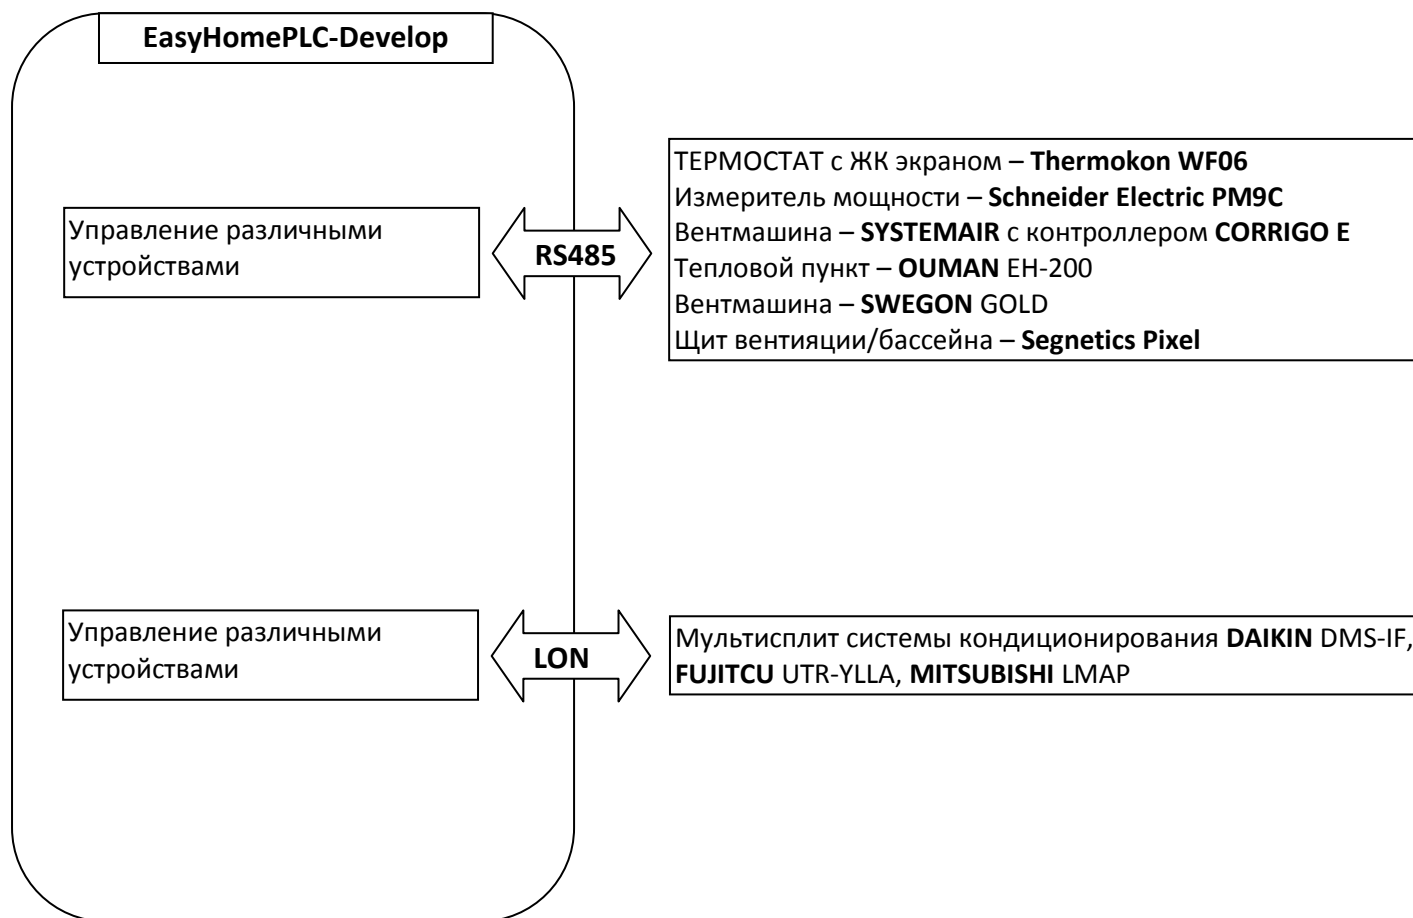 EasyHomePLC-Develop
Управление различными
устройствами
RS485
ТЕРМОСТАТ с ЖК экраном – Thermokon WF06
Измеритель мощности – Schneider Electric PM9C
Вентмашина – SYSTEMAIR с контроллером CORRIGO E
Тепловой пункт – OUMAN EH-200
Вентмашина – SWEGON GOLD
Щит вентияции/бассейна – Segnetics Pixel
Управление различными
устройствами
LON
Мультисплит системы кондиционирования DAIKIN DMS-IF,
FUJITCU UTR-YLLA, MITSUBISHI LMAP